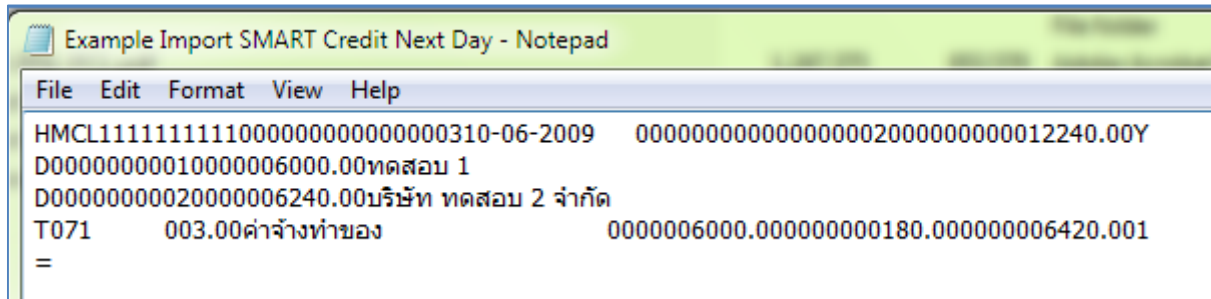 Example Import SMART Credit Next Day - Notepad
File Edit Format View Help
HMCL1111111111000000000000000310-06-2009 000000000000000002000000000012240.00Y
D00000000010000006000.00ทดสอบ 1
D00000000020000006240.00บริษัท ทดสอบ 2 จำกัด
T071 003.00ค่าจ้างทำของ 0000006000.000000000180.000000006420.001
=